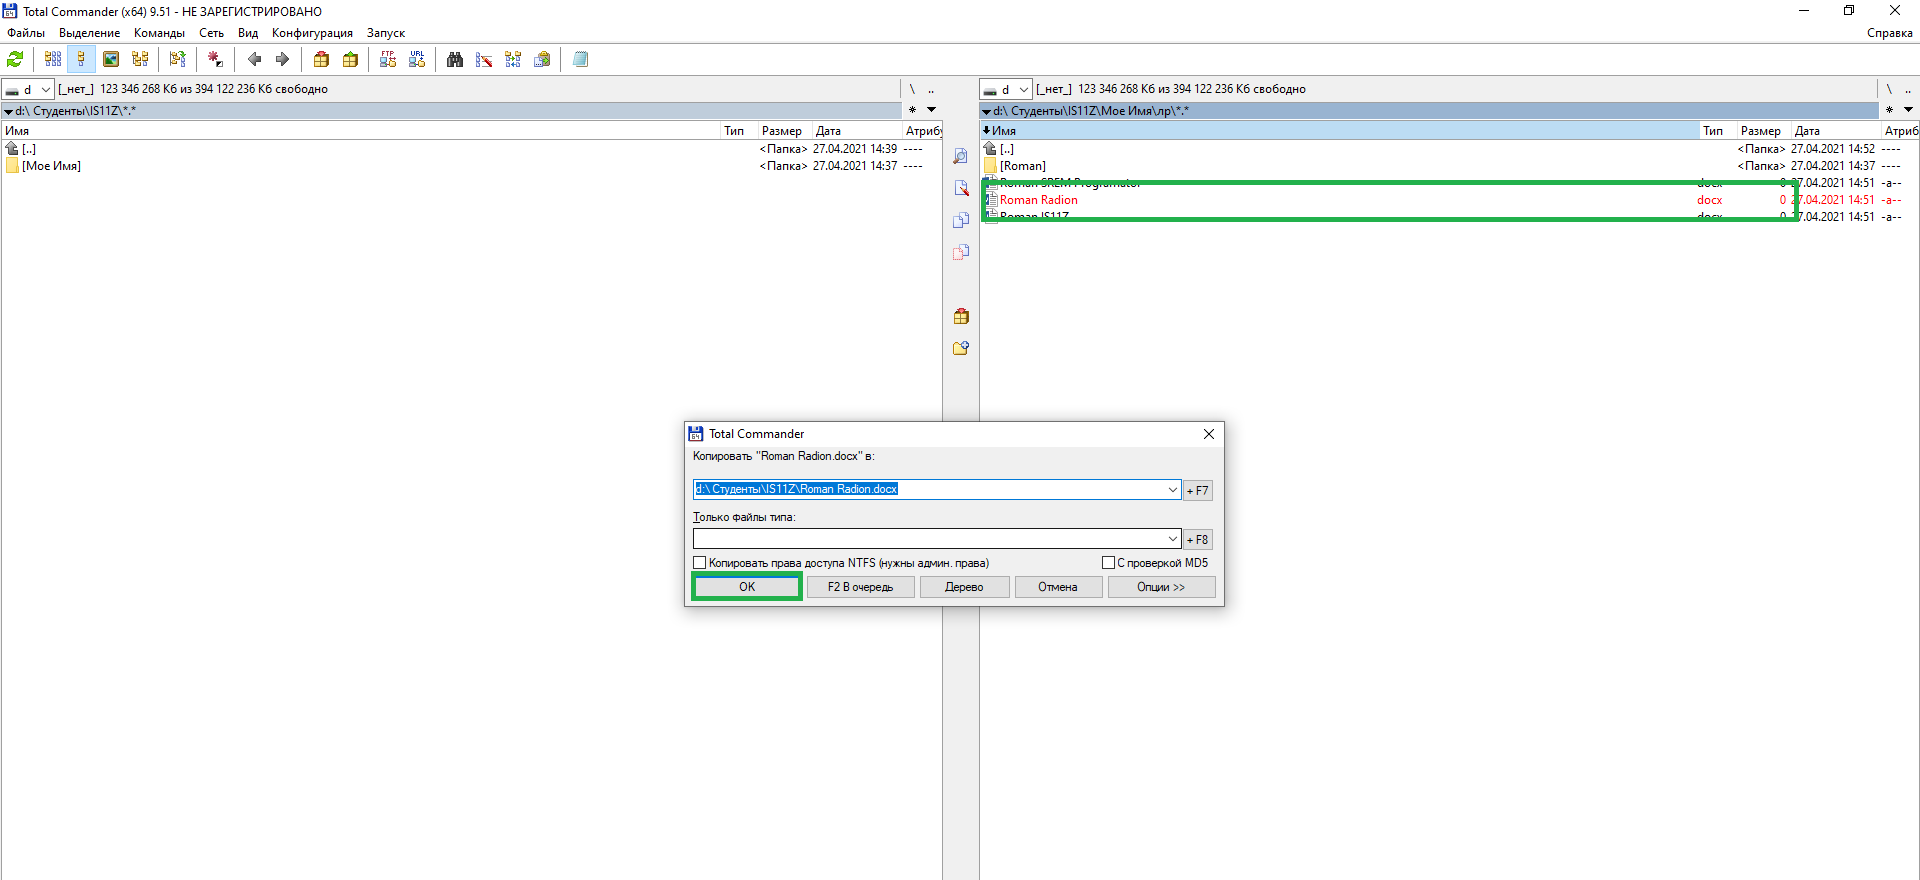 Total Commander (x64) 9.51 - НЕ ЗАРЕГИСТРИРОВАНО
Файлы Выделение Команды Сеть Вид Конфигурация Запуск Справка
FTP URL
d [_нет_] 123 346 268 Кб из 394 122 236 Кб свободно \ ..
d:\ Студенты\IS11Z\*.* *
Имя Тип Размер Дата Атрибу
[..] <Папка> 27.04.2021 14:39 ----
[Мое Имя] <Папка> 27.04.2021 14:37 ----
d [_нет_] 123 346 268 Кб из 394 122 236 Кб свободно \ ..
d:\ Студенты\IS11Z\Мое Имя\лр\*.* *
Имя Тип Размер Дата Атриб
[..] <Папка> 27.04.2021 14:52 ----
[Roman] <Папка> 27.04.2021 14:37 ----
Roman SREM Programator docx 0 27.04.2021 14:51 -a--
Roman Radion docx 0 27.04.2021 14:51 -a--
Roman IS11Z docx 0 27.04.2021 14:51 -a--
64 Total Commander
Копировать "Roman Radion.docx" в:
d:\ Студенты\IS11Z\Roman Radion.docx + F7
Только файлы типа:
+ F8
Копировать права доступа NTFS (нужны админ. права) С проверкой MD5
OK F2 В очередь Дерево Отмена Опции >>